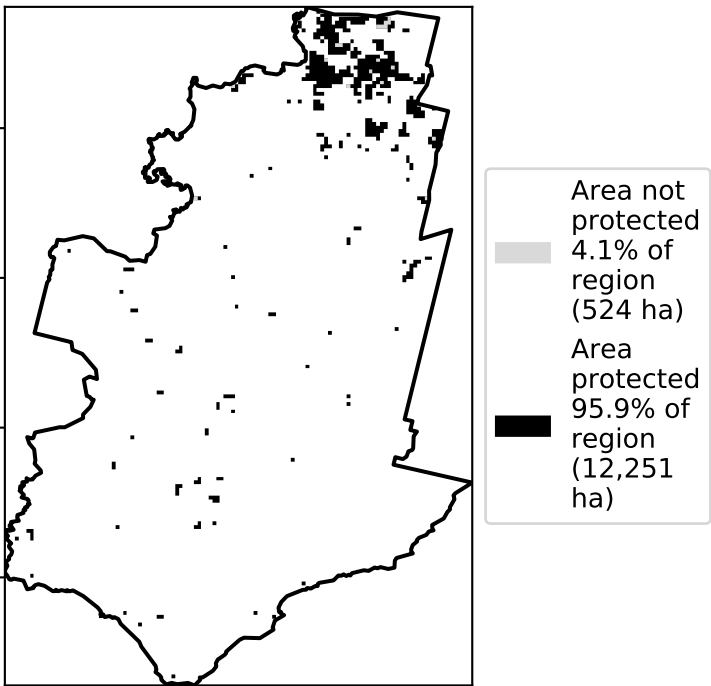 Area not
protected
4.1% of
region
(524 ha)
Area
protected
95.9% of
region
(12,251
ha)